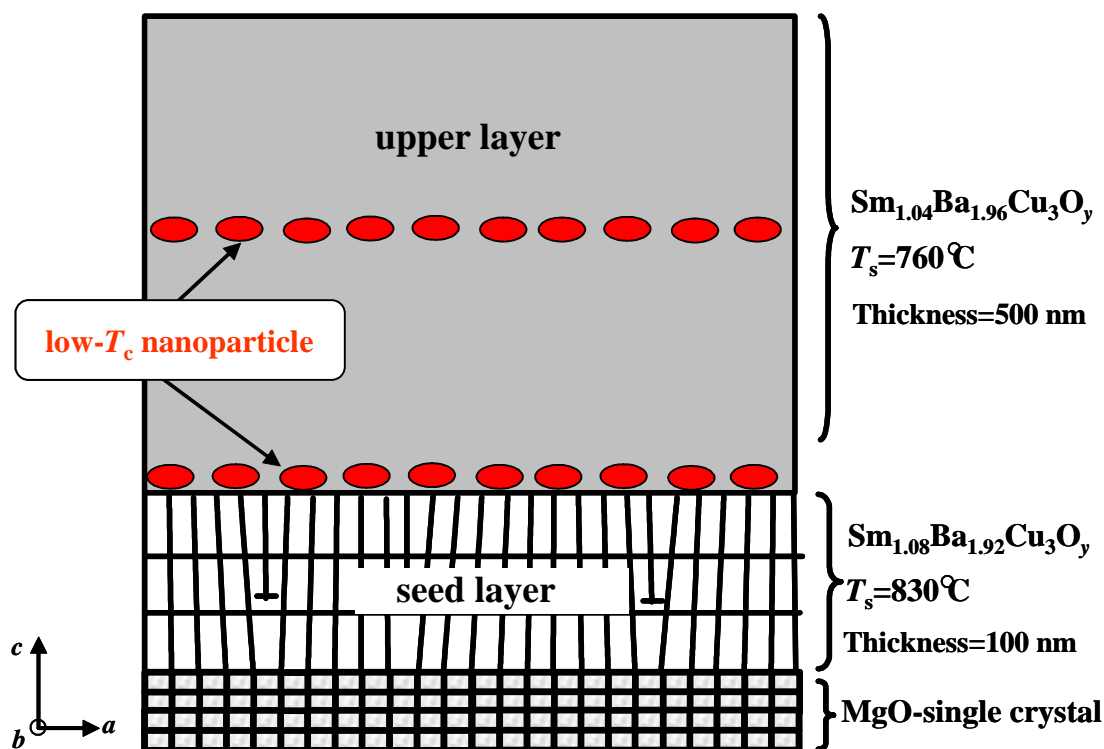 upper layer
low-Tc nanoparticle
Sm1.04Ba1.96Cu3Oy
Ts=760℃
Thickness=500 nm
seed layer
Sm1.08Ba1.92Cu3Oy
Ts=830℃
Thickness=100 nm
MgO-single crystal
c
b
a